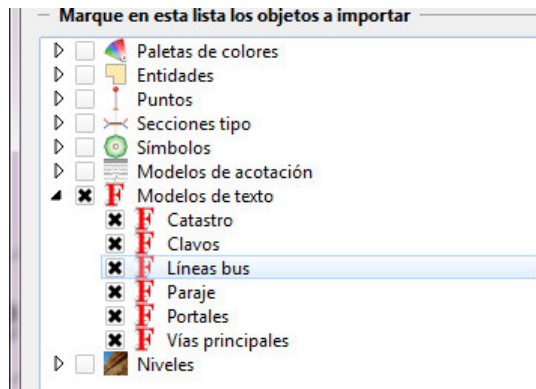 Marque en esta lista los objetos a importar
Paletas de colores
Entidades
Puntos
Secciones tipo
Símbolos
Modelos de acotación
F Modelos de texto
F Catastro
F Clavos
F Líneas bus
F Paraje
F Portales
F Vías principales
Niveles